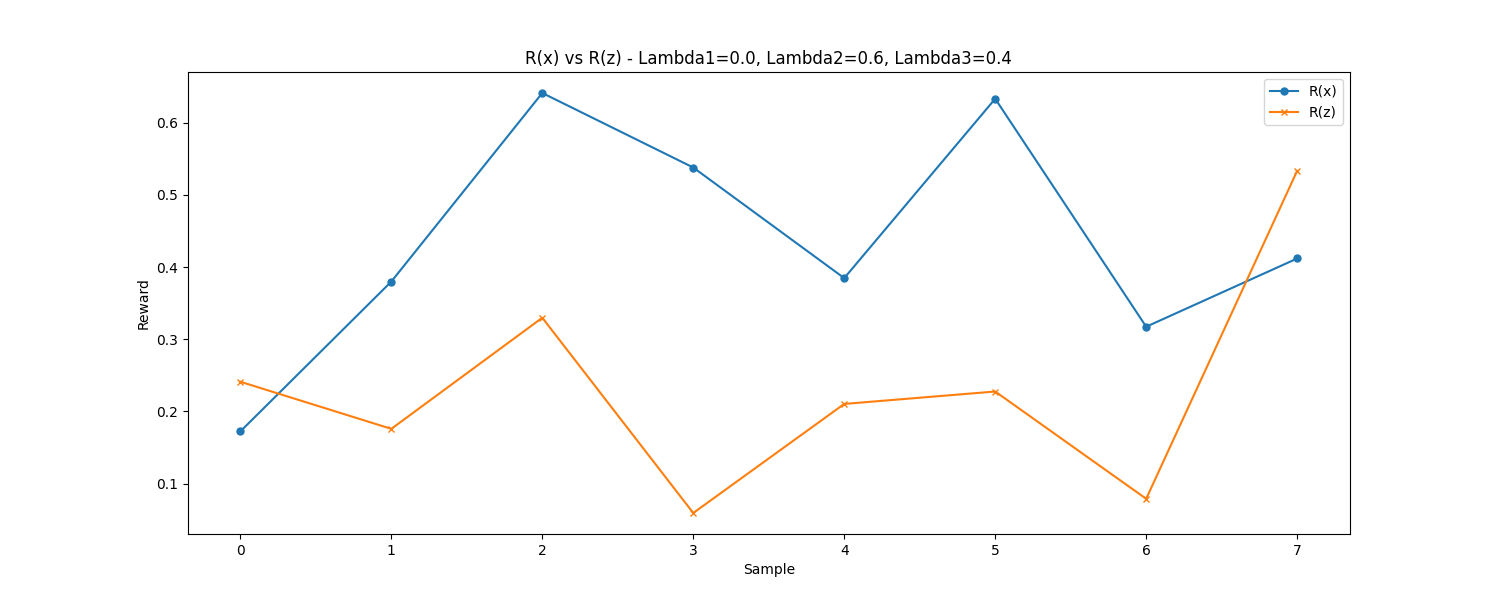 R(x) vs R(z) - Lambda1=0.0, Lambda2=0.6, Lambda3=0.4
R(x)
R(z)
0.6
0.5
0.4
0.3
0.2
0.1
Reward
0 1 2 3 4 5 6 7
Sample